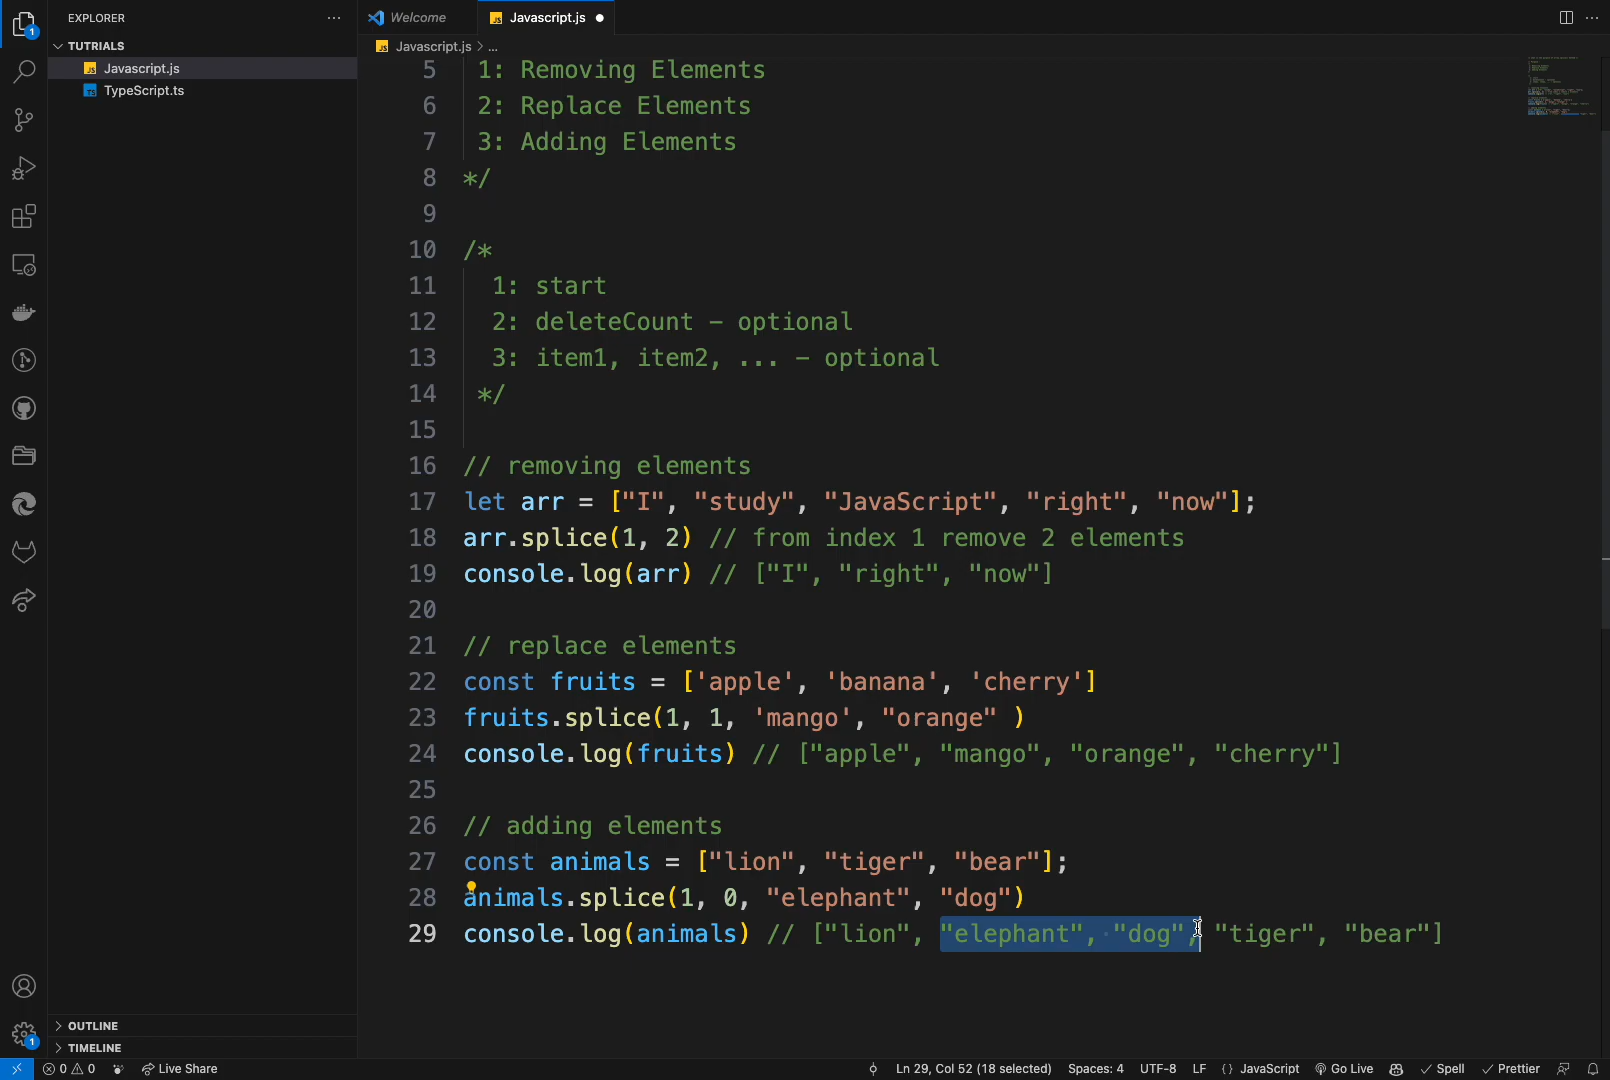 EXPLORER
Welcome
Javascript.js
TUTRIALS
Javascript.js
TypeScript.ts
Javascript.js > ...
5 1: Removing Elements
6 2: Replace Elements
7 3: Adding Elements
8 */
9
10 /*
11 1: start
12 2: deleteCount - optional
13 3: item1, item2, ... - optional
14 */
15
16 // removing elements
17 let arr = ["I", "study", "JavaScript", "right", "now"];
18 arr.splice(1, 2) // from index 1 remove 2 elements
19 console.log(arr) // ["I", "right", "now"]
20
21 // replace elements
22 const fruits = ['apple', 'banana', 'cherry']
23 fruits.splice(1, 1, 'mango', "orange" )
24 console.log(fruits) // ["apple", "mango", "orange", "cherry"]
25
26 // adding elements
27 const animals = ["lion", "tiger", "bear"];
28 animals.splice(1, 0, "elephant", "dog")
29 console.log(animals) // ["lion", "elephant", "dog", "tiger", "bear"]
1
1
OUTLINE
TIMELINE
0 0 Live Share Ln 29, Col 52 (18 selected) Spaces: 4 UTF-8 LF {} JavaScript Go Live Spell Prettier